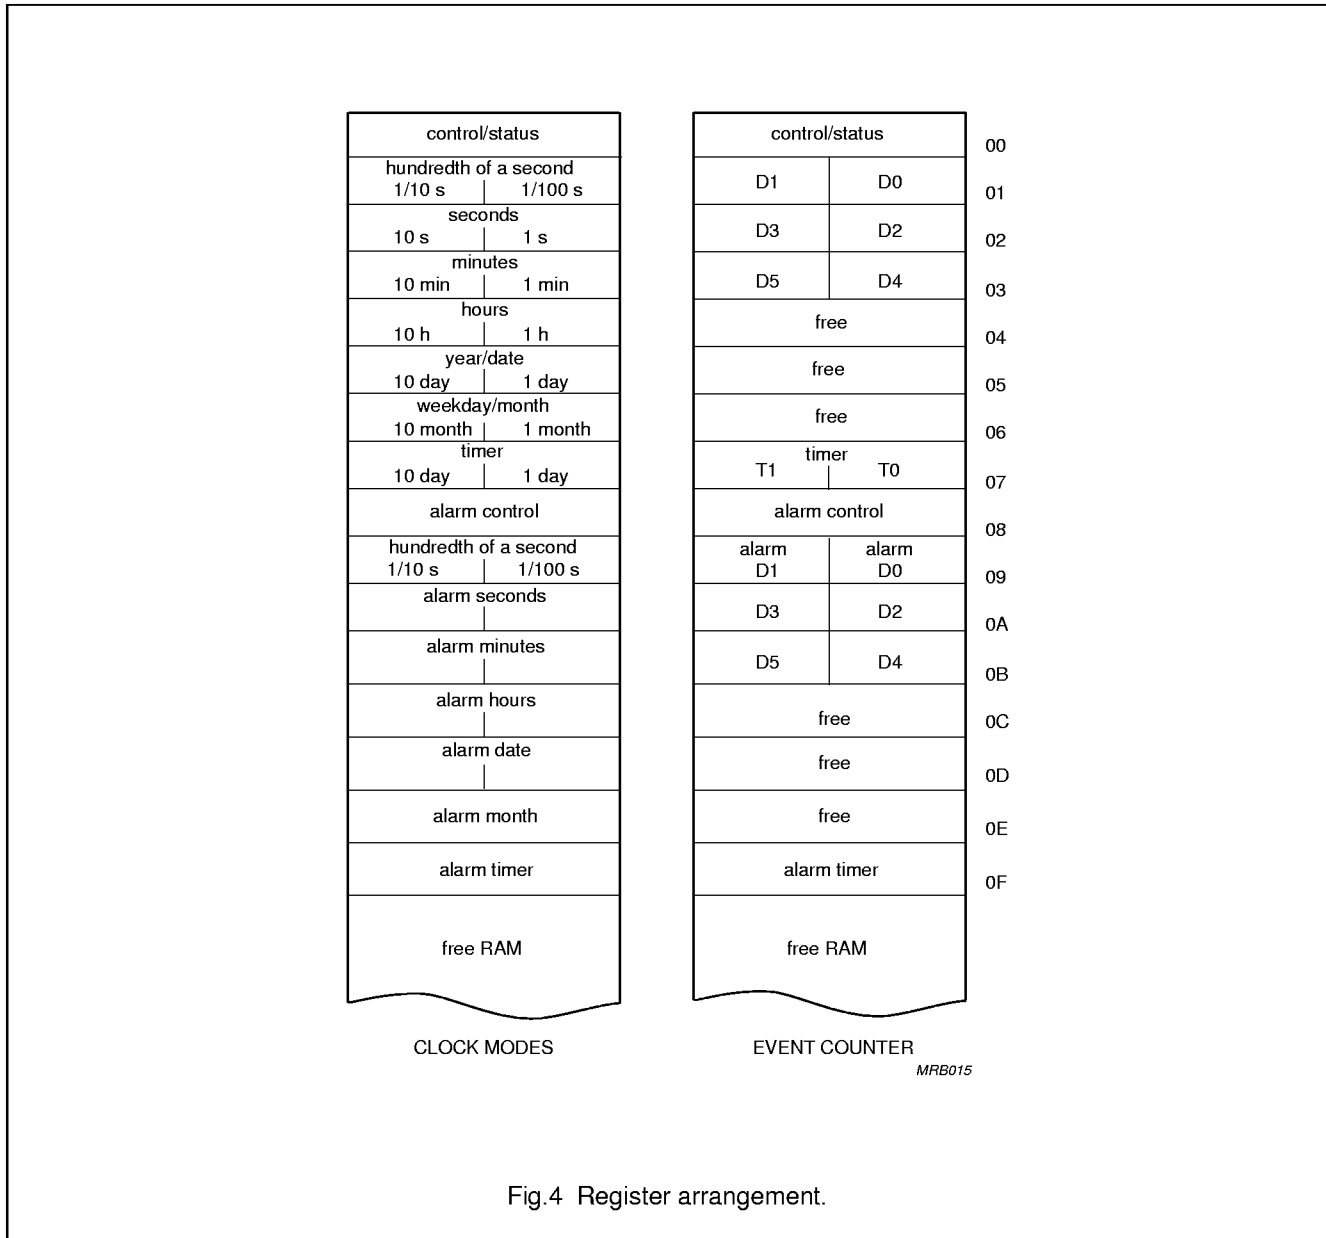 control/status control/status 00
hundredth of a second
1/10 s 1/100 s D1 D0 01
seconds
10 s 1 s D3 D2 02
minutes
10 min 1 min D5 D4 03
hours
10 h 1 h free 04
year/date
10 day 1 day free 05
weekday/month
10 month 1 month free 06
timer timer
10 day 1 day T1 T0 07
alarm control alarm control 08
hundredth of a second alarm alarm
1/10 s 1/100 s D1 D0 09
alarm seconds D3 D2 0A
alarm minutes D5 D4 0B
alarm hours free 0C
alarm date free 0D
alarm month free 0E
alarm timer alarm timer 0F
free RAM free RAM
CLOCK MODES EVENT COUNTER
MRB015
Fig.4 Register arrangement.